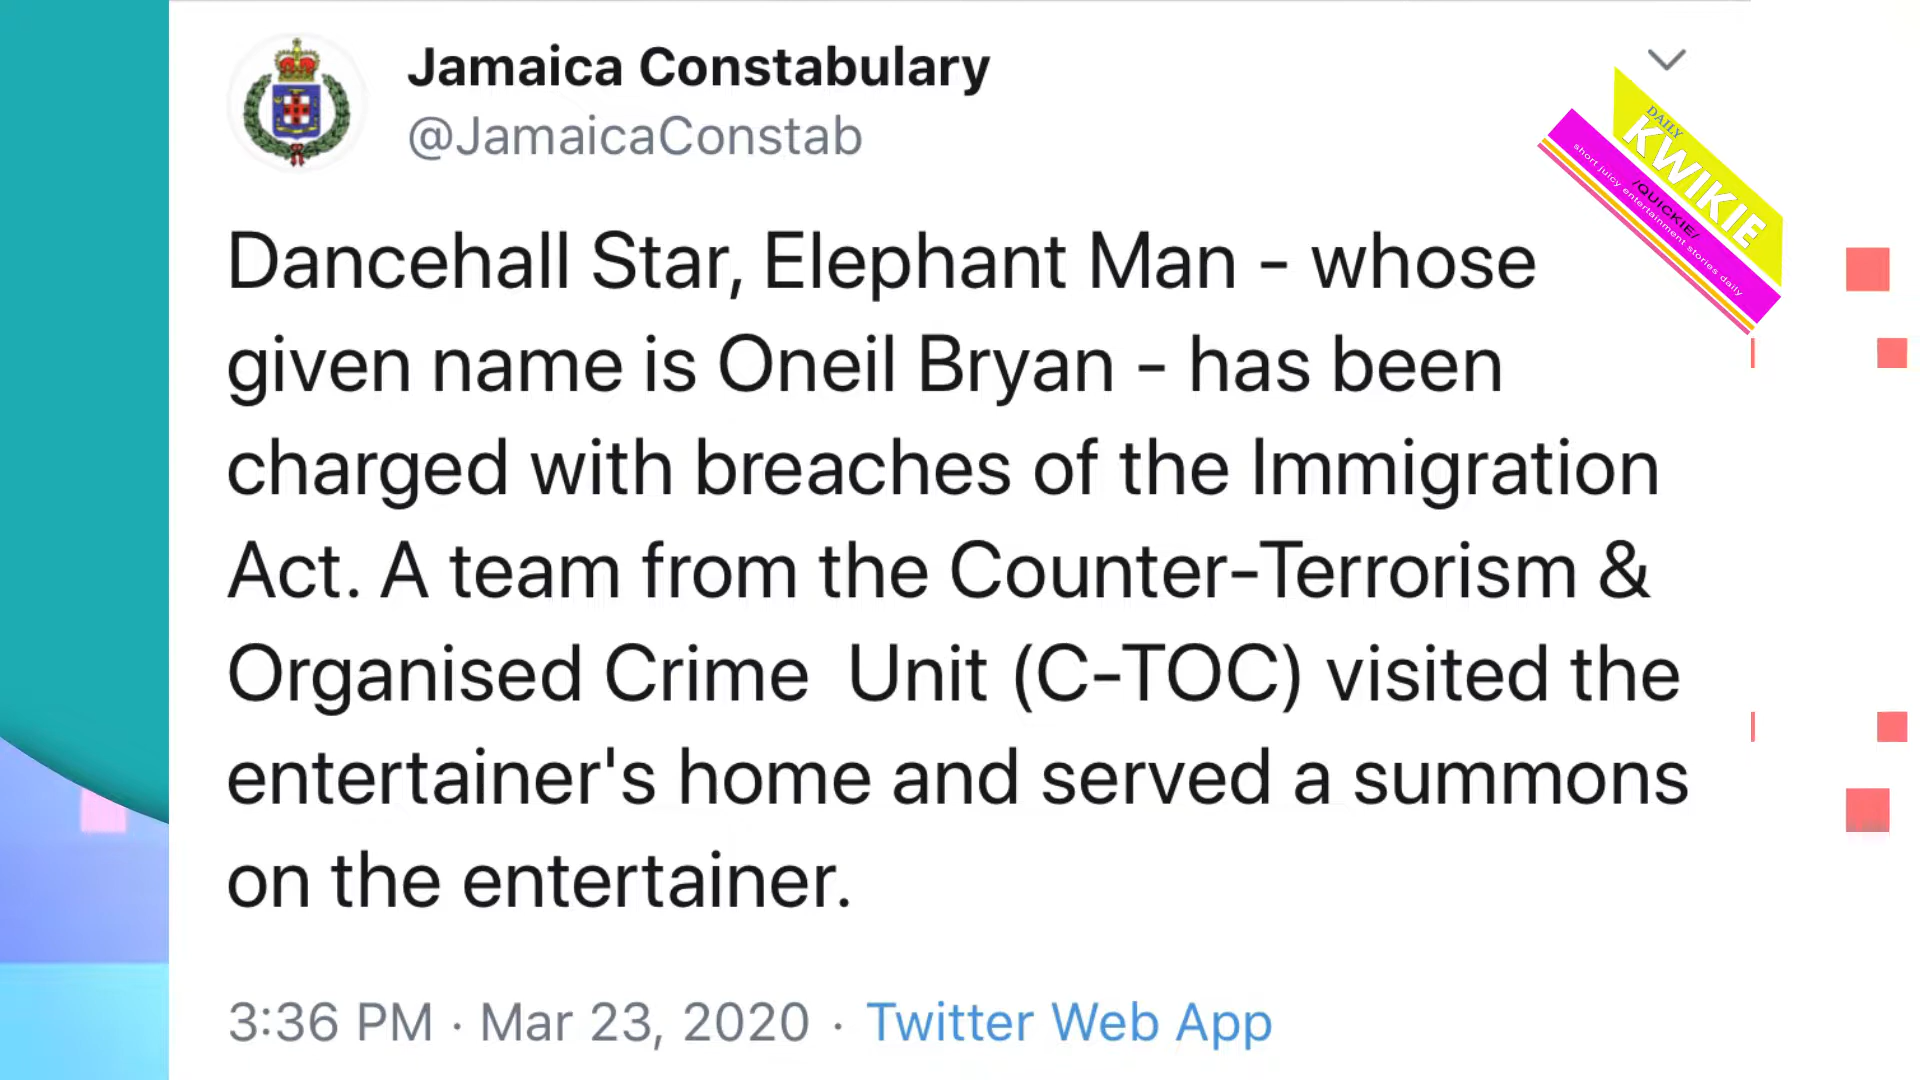 Jamaica Constabulary
@JamaicaConstab
DAILY
KWIKIE
/QUICKIE/
short juicy entertainment stories daily
Dancehall Star, Elephant Man - whose
given name is Oneil Bryan - has been
charged with breaches of the Immigration
Act. A team from the Counter-Terrorism &
Organised Crime  Unit (C-TOC) visited the
entertainer's home and served a summons
on the entertainer.
3:36 PM · Mar 23, 2020 · Twitter Web App